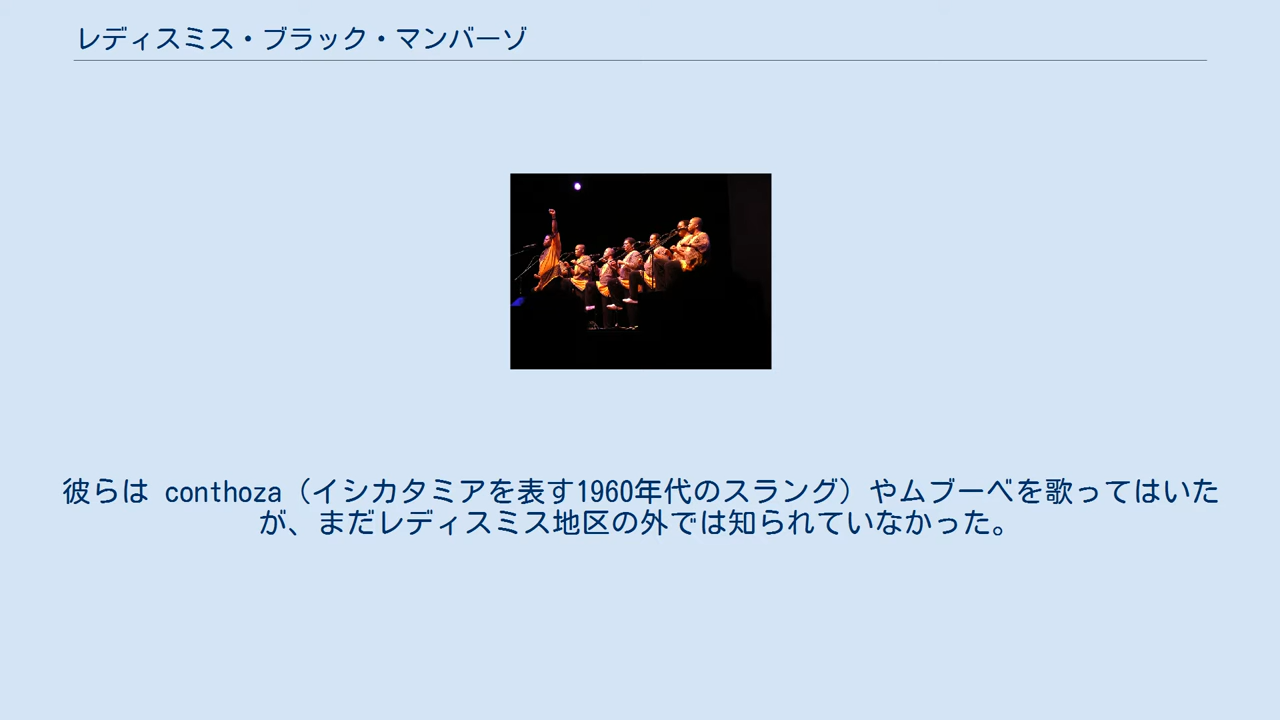 レディスミス・ブラック・マンバーゾ
彼らは conthoza（イシカタミアを表す1960年代のスラング）やムブーベを歌ってはいた
が、まだレディスミス地区の外では知られていなかった。